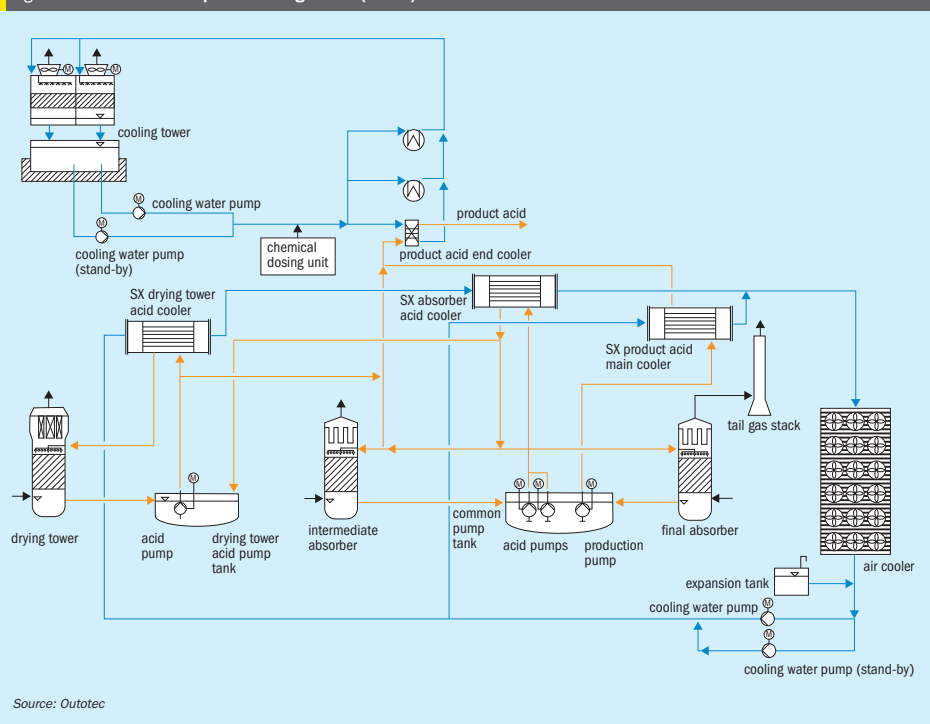 cooling tower
M
M
M
cooling water pump
M
cooling water pump
(stand-by)
chemical
dosing unit
product acid
product acid end cooler
SX drying tower
acid cooler
SX absorber
acid cooler
SX product acid
main cooler
tail gas stack
drying tower
M
acid
pump
drying tower
acid pump
tank
intermediate
absorber
common
pump
tank
M
M
M
acid pumps
production
pump
final absorber
air cooler
expansion tank
cooling water pump
M
M
cooling water pump (stand-by)
Source: Outotec